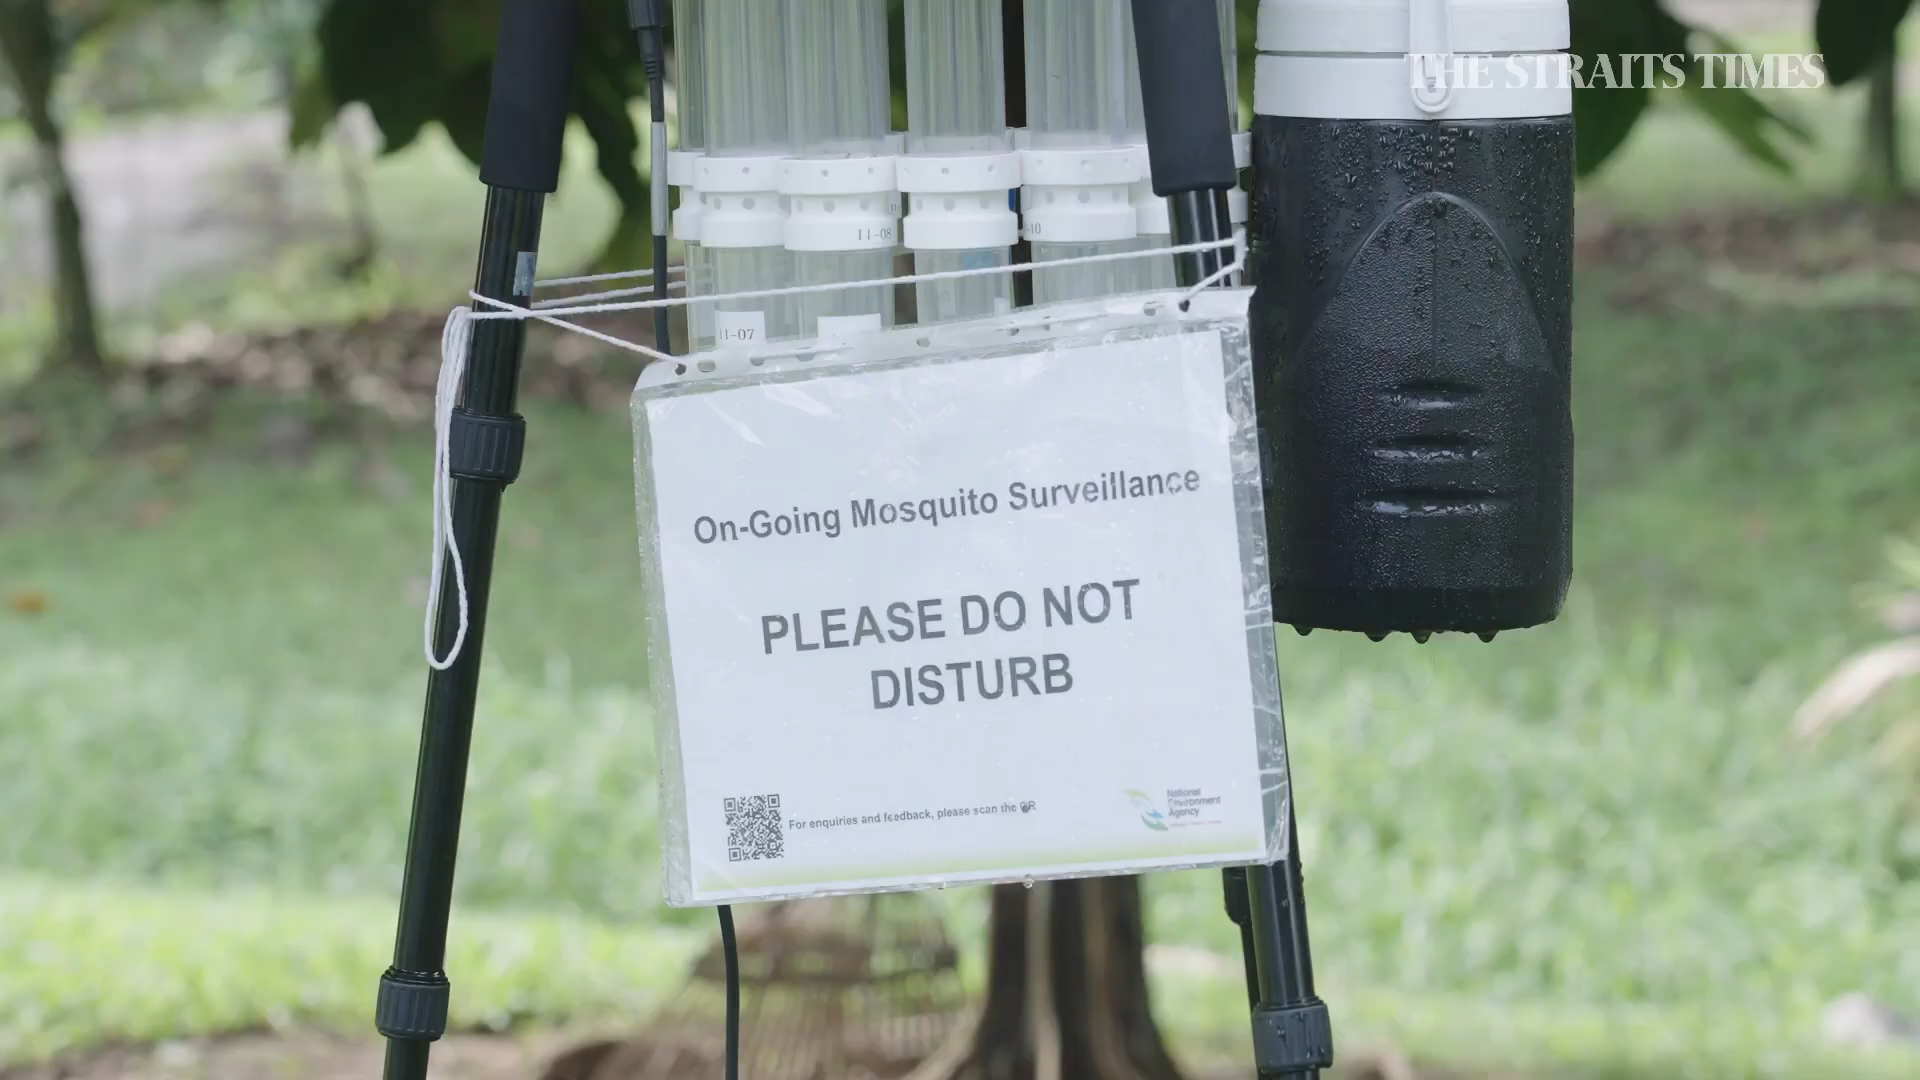 THE STRAITS TIMES
11-08
-10
11-07
On-Going Mosquito Surveillance
PLEASE DO NOT
DISTURB
For enquiries and feedback, please scan the QR
National
Environment
Agency